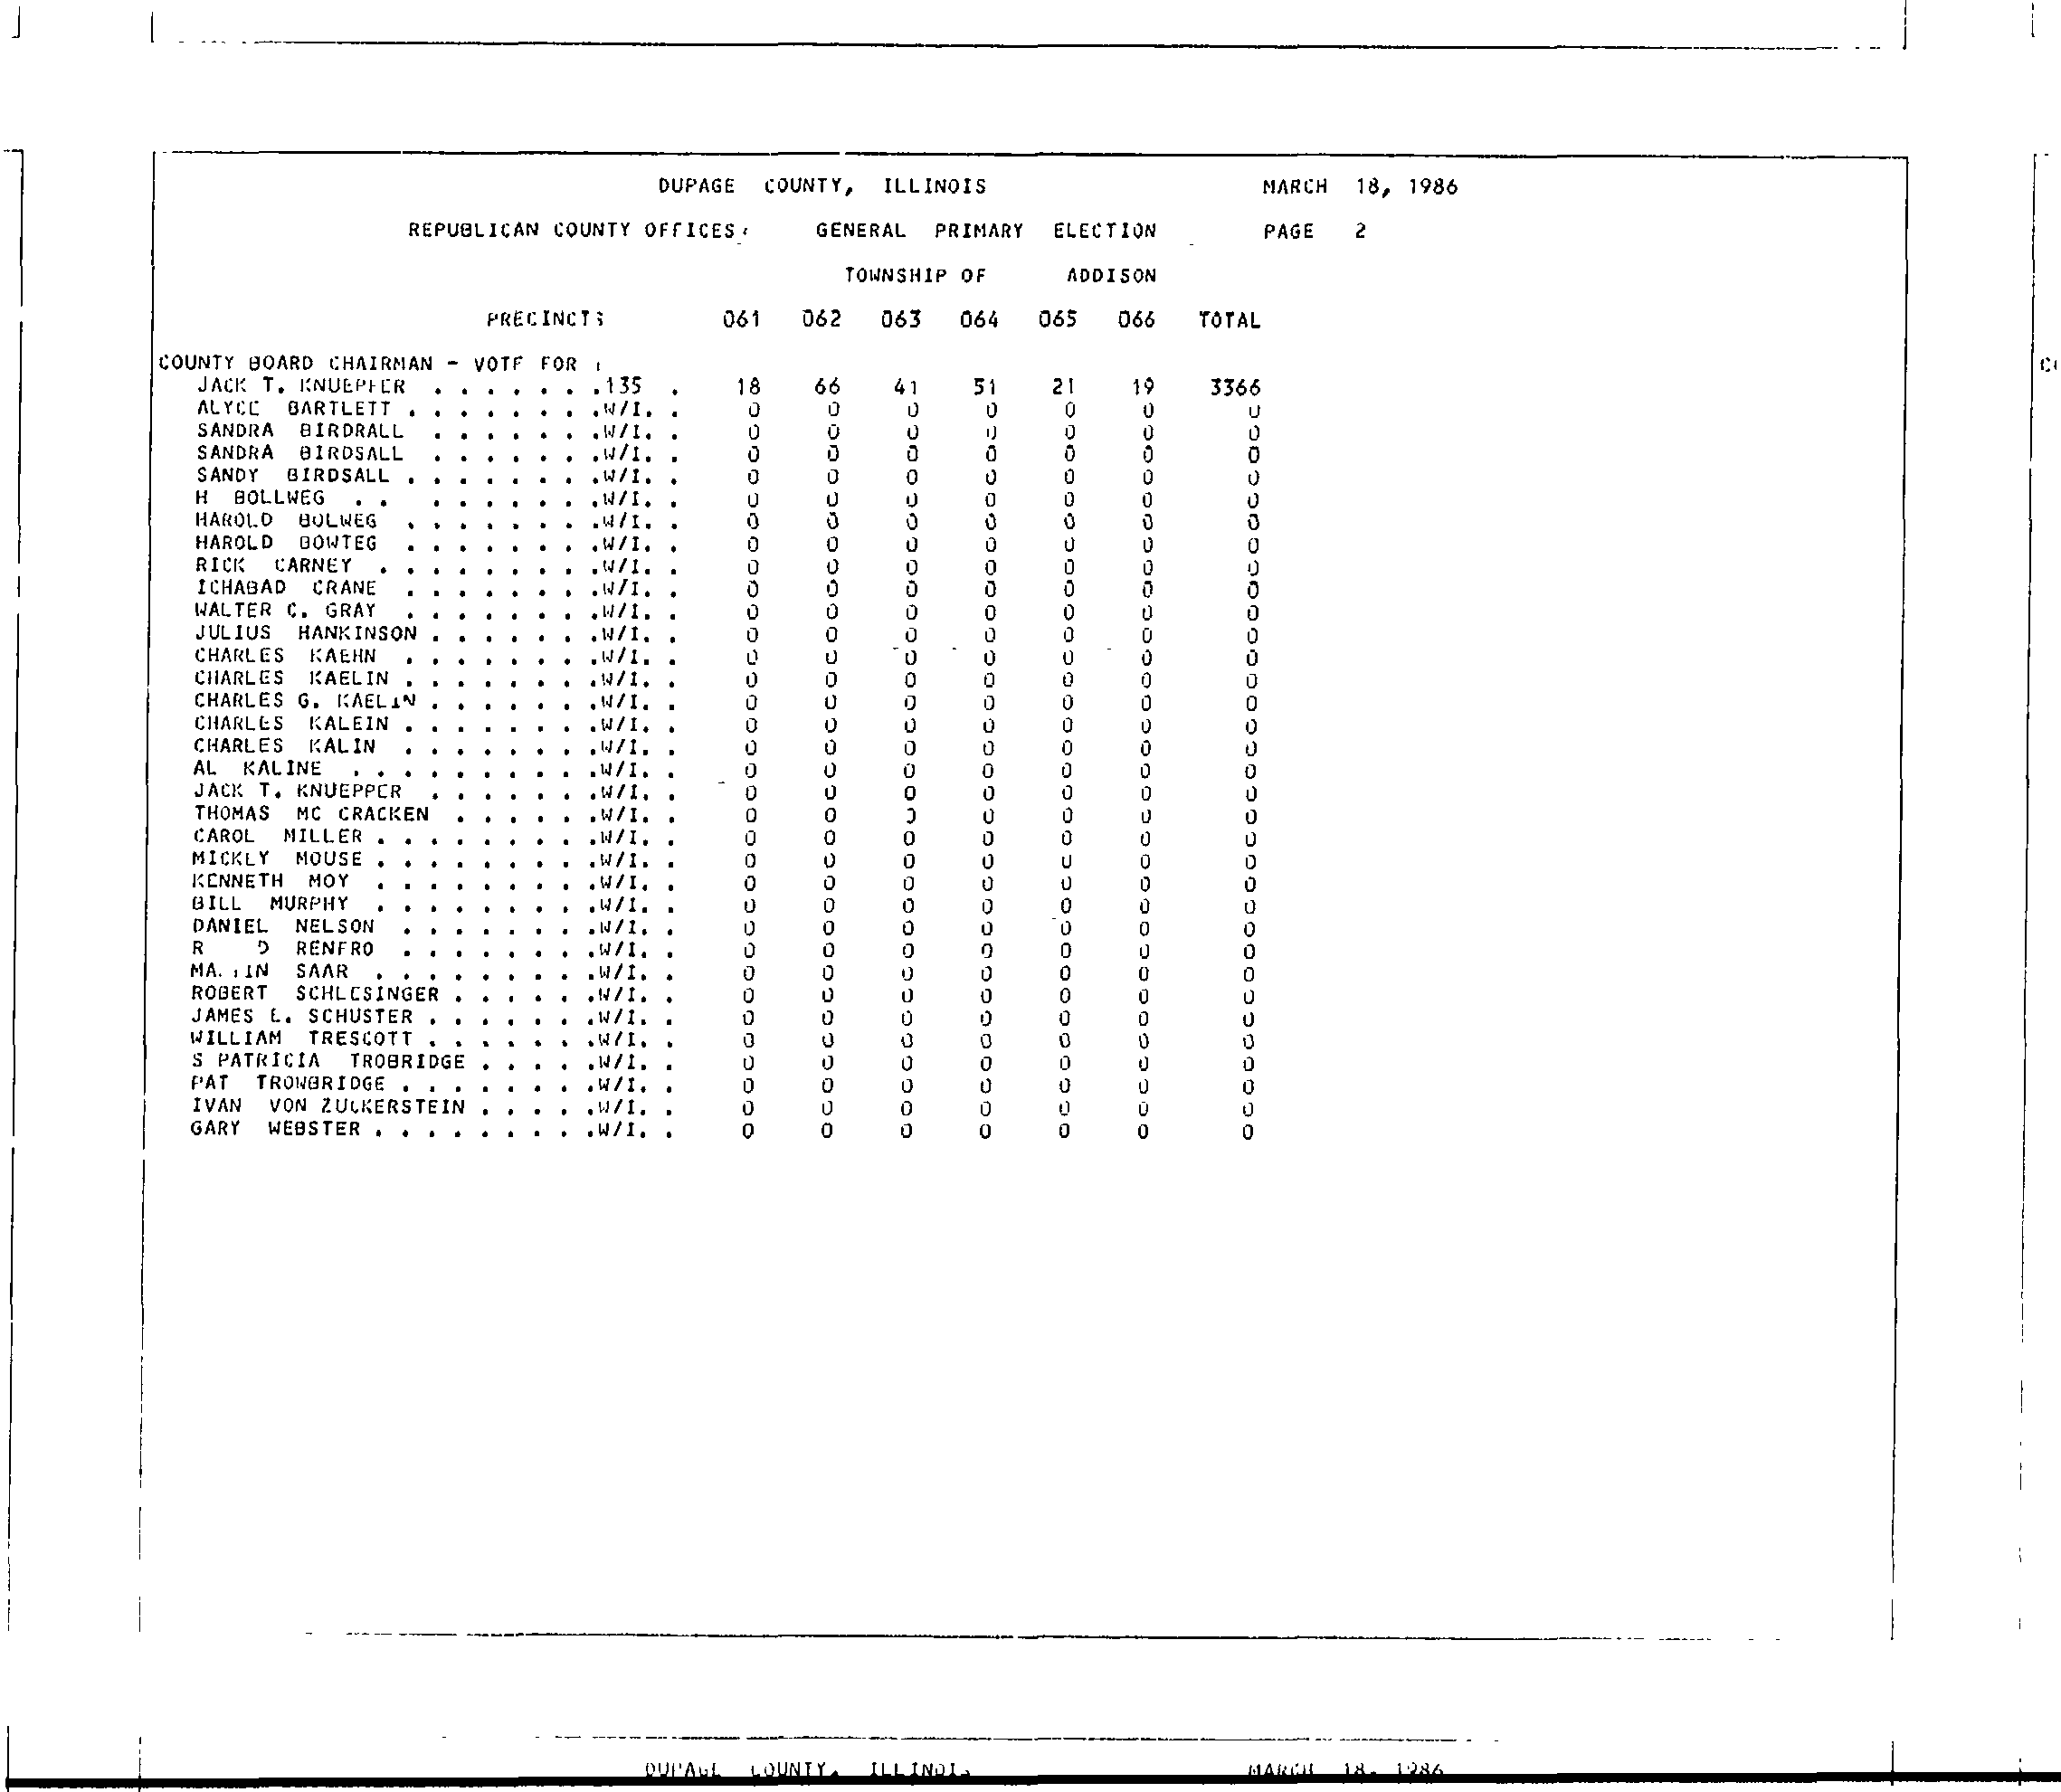 DUPAGE COUNTY, ILLINOIS MARCH 18, 1986
REPUBLICAN COUNTY OFFICES GENERAL PRIMARY ELECTION PAGE 2
TOWNSHIP OF ADDISON
PRECINCTS 061 062 063 064 065 066 TOTAL
COUNTY BOARD CHAIRMAN - VOTE FOR
JACK T. KNUEPFER . . . . . . .135 . 18 66 41 51 21 19 3366
ALYCE BARTLETT . . . . . . . .W/I. . 0 0 0 0 0 0 0
SANDRA BIRDRALL . . . . . . .W/I. . 0 0 0 0 0 0 0
SANDRA BIRDSALL . . . . . . .W/I. . 0 0 0 0 0 0 0
SANDY BIRDSALL . . . . . . . .W/I. . 0 0 0 0 0 0 0
H BOLLWEG . . . . . . . . .W/I. . 0 0 0 0 0 0 0
HAROLD BOLWEG . . . . . . . .W/I. . 0 0 0 0 0 0 0
HAROLD BOWTEG . . . . . . . .W/I. . 0 0 0 0 0 0 0
RICK CARNEY . . . . . . . . .W/I. . 0 0 0 0 0 0 0
ICHABAD CRANE . . . . . . . .W/I. . 0 0 0 0 0 0 0
WALTER C. GRAY . . . . . . . .W/I. . 0 0 0 0 0 0 0
JULIUS HANKINSON . . . . . . .W/I. . 0 0 0 0 0 0 0
CHARLES KAEHN . . . . . . . .W/I. . 0 0 0 0 0 0 0
CHARLES KAELIN . . . . . . . .W/I. . 0 0 0 0 0 0 0
CHARLES G. KAELIN . . . . . . .W/I. . 0 0 0 0 0 0 0
CHARLES KALEIN . . . . . . . .W/I. . 0 0 0 0 0 0 0
CHARLES KALIN . . . . . . . .W/I. . 0 0 0 0 0 0 0
AL KALINE . . . . . . . . . .W/I. . 0 0 0 0 0 0 0
JACK T. KNUEPPER . . . . . . .W/I. . 0 0 0 0 0 0 0
THOMAS MC CRACKEN . . . . . .W/I. . 0 0 0 0 0 0 0
CAROL MILLER . . . . . . . . .W/I. . 0 0 0 0 0 0 0
MICKEY MOUSE . . . . . . . . .W/I. . 0 0 0 0 0 0 0
KENNETH MOY . . . . . . . . .W/I. . 0 0 0 0 0 0 0
BILL MURPHY . . . . . . . . .W/I. . 0 0 0 0 0 0 0
DANIEL NELSON . . . . . . . .W/I. . 0 0 0 0 0 0 0
R D RENFRO . . . . . . . .W/I. . 0 0 0 0 0 0 0
SAAR . . . . . . . . .W/I. . 0 0 0 0 0 0 0
ROBERT SCHLESINGER . . . . . .W/I. . 0 0 0 0 0 0 0
JAMES E. SCHUSTER . . . . . . .W/I. . 0 0 0 0 0 0 0
WILLIAM TRESCOTT . . . . . . .W/I. . 0 0 0 0 0 0 0
S PATRICIA TROBRIDGE . . . . .W/I. . 0 0 0 0 0 0 0
PAT TROWBRIDGE . . . . . . . .W/I. . 0 0 0 0 0 0 0
IVAN VON ZUCKERSTEIN . . . . .W/I. . 0 0 0 0 0 0 0
GARY WEBSTER . . . . . . . . .W/I. . 0 0 0 0 0 0 0
DUPAGE COUNTY, ILLINOIS MARCH 18, 1986